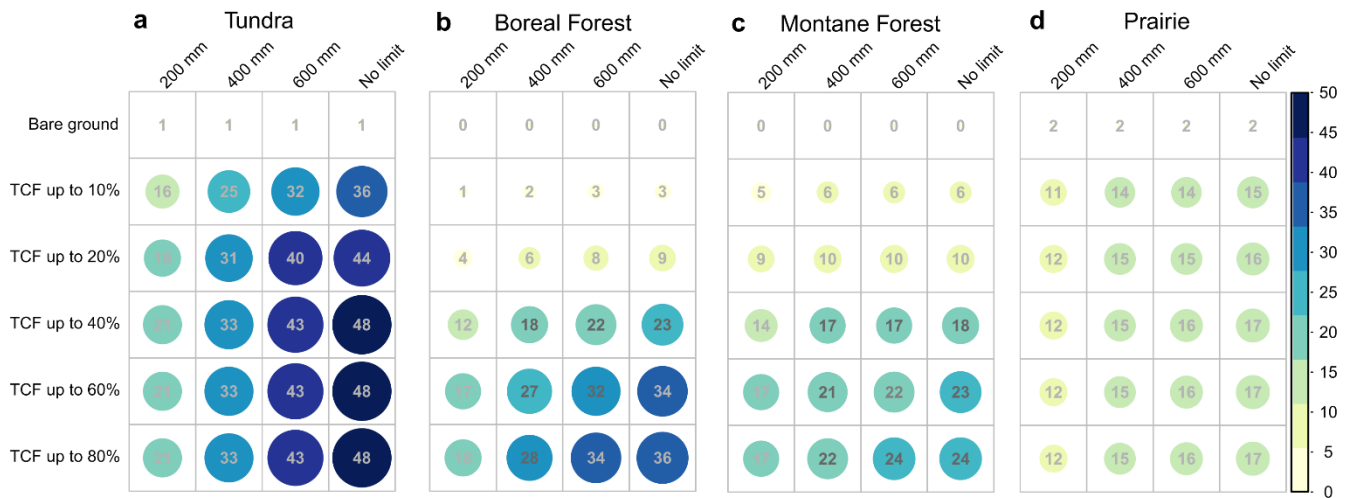 a Tundra b Boreal Forest c Montane Forest d Prairie
200 mm 400 mm 600 mm No limit 200 mm 400 mm 600 mm No limit 200 mm 400 mm 600 mm No limit 200 mm 400 mm 600 mm No limit
Bare ground 1 1 1 1 0 0 0 0 0 0 0 0 2 2 2 2
TCF up to 10% 16 25 32 36 1 2 3 3 5 6 6 6 11 14 14 15
TCF up to 20% 31 40 44 4 6 8 9 9 10 10 10 12 15 15 16
TCF up to 40% 21 33 43 48 12 18 22 23 14 17 17 18 12 15 16 17
TCF up to 60% 21 33 43 48 17 27 32 34 17 21 22 23 12 15 16 17
TCF up to 80% 21 33 43 48 28 34 36 17 22 24 24 12 15 16 17
50
45
40
35
30
25
20
15
10
5
0